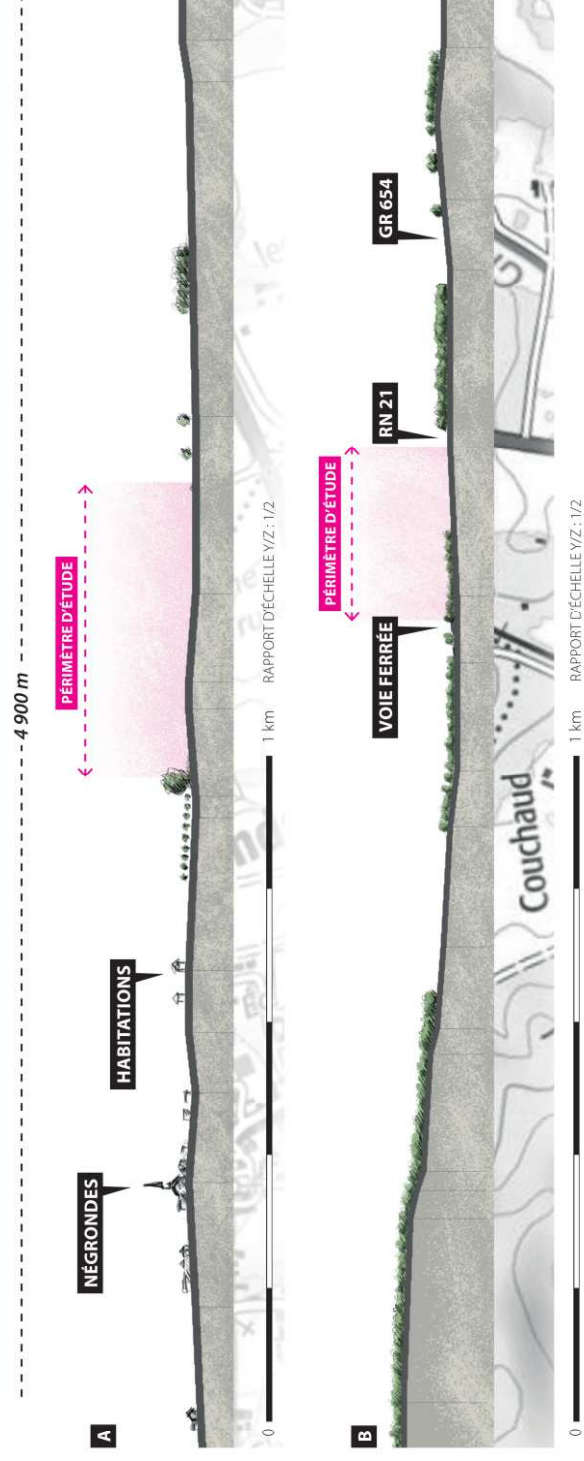 4 900 m
A
NÉGRONDES
HABITATIONS
PÉRIMÈTRE D'ÉTUDE
0
1 km
RAPPORT D'ÉCHELLE Y/Z : 1/2
B
VOIE FERRÉE
PÉRIMÈTRE D'ÉTUDE
RN 21
GR 654
Couchaud
0
1 km
RAPPORT D'ÉCHELLE Y/Z : 1/2